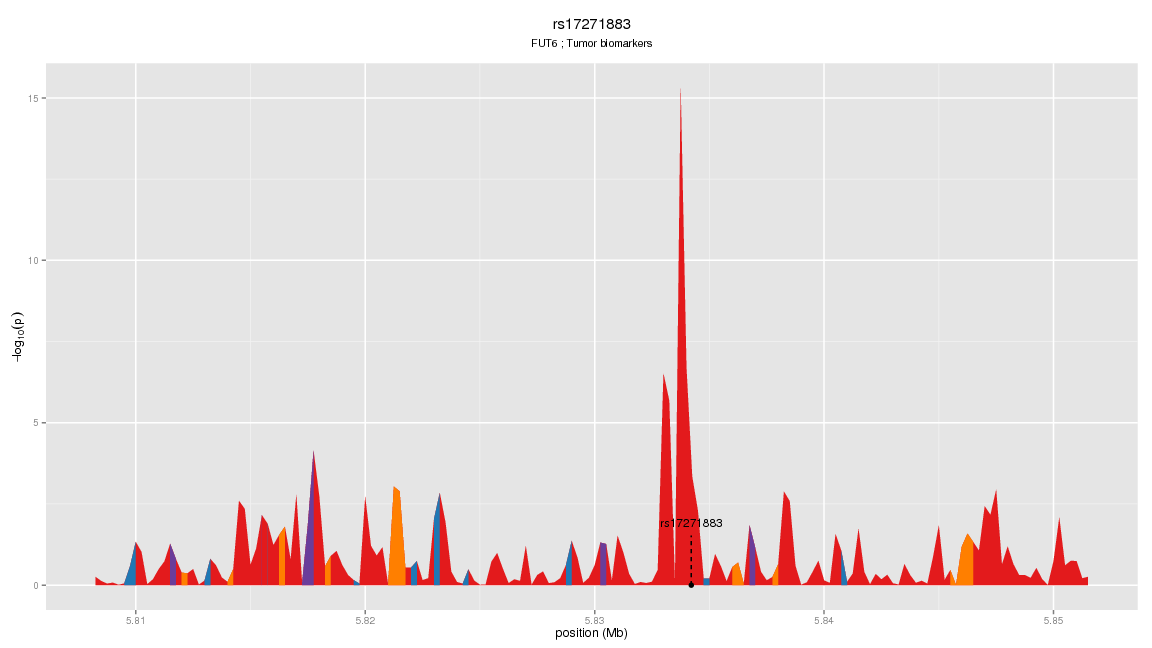 rs17271883
FUT6 ; Tumor biomarkers
−log10(p)
15
10
5
0
rs17271883
5.81 5.82 5.83 5.84 5.85
position (Mb)